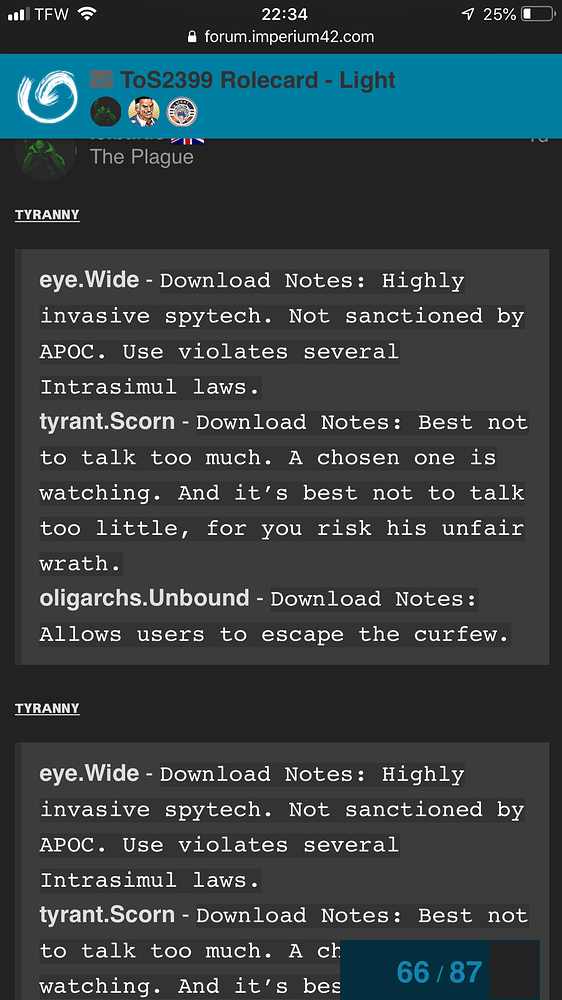 TFW 22:34 25%
forum.imperium42.com
ToS2399 Rolecard - Light
The Plague
TYRANNY
eye.Wide - Download Notes: Highly
invasive spytech. Not sanctioned by
APOC. Use violates several
Intrasimul laws.
tyrant.Scorn - Download Notes: Best not
to talk too much. A chosen one is
watching. And it’s best not to talk
too little, for you risk his unfair
wrath.
oligarchs.Unbound - Download Notes:
Allows users to escape the curfew.
TYRANNY
eye.Wide - Download Notes: Highly
invasive spytech. Not sanctioned by
APOC. Use violates several
Intrasimul laws.
tyrant.Scorn - Download Notes: Best not
to talk too much. A ch
watching. And it's bes
66 / 87